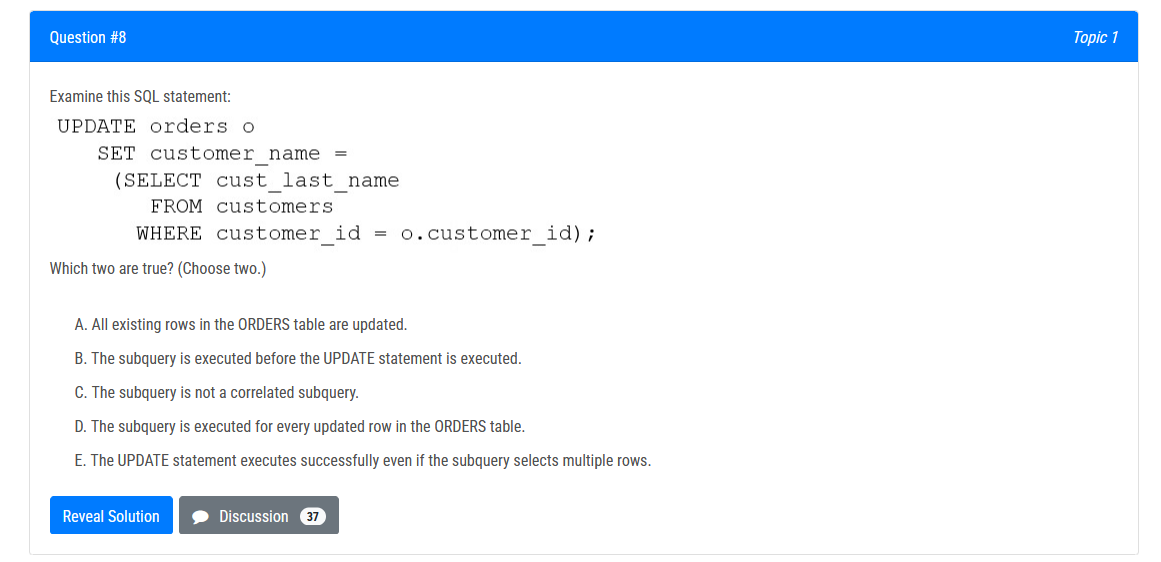 Question #8
Topic 1
Examine this SQL statement:
UPDATE orders o
SET customer_name =
(SELECT cust_last_name
FROM customers
WHERE customer_id = o.customer_id);
Which two are true? (Choose two.)
A. All existing rows in the ORDERS table are updated.
B. The subquery is executed before the UPDATE statement is executed.
C. The subquery is not a correlated subquery.
D. The subquery is executed for every updated row in the ORDERS table.
E. The UPDATE statement executes successfully even if the subquery selects multiple rows.
Reveal Solution
Discussion 37